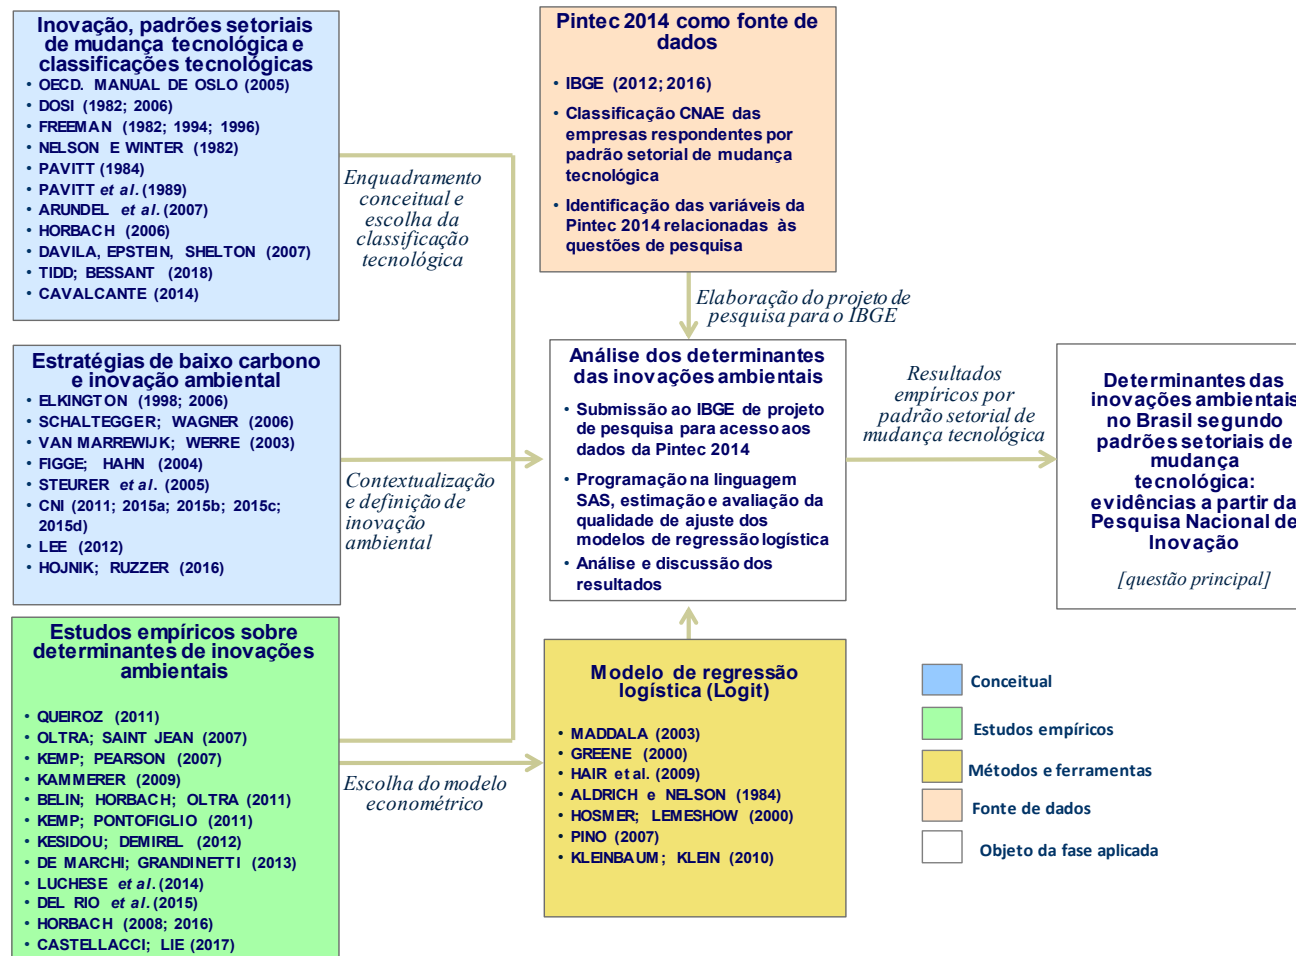 Inovação, padrões setoriais
de mudança tecnológica e
classificações tecnológicas
• OECD. MANUAL DE OSLO (2005)
• DOSI (1982; 2006)
• FREEMAN (1982; 1994; 1996)
• NELSON E WINTER (1982)
• PAVITT (1984)
• PAVITT et al. (1989)
• ARUNDEL et al. (2007)
• HORBACH (2006)
• DAVILA, EPSTEIN, SHELTON (2007)
• TIDD; BESSANT (2018)
• CAVALCANTE (2014)
Enquadramento
conceitual e
escolha da
classificação
tecnológica
Pintec 2014 como fonte de
dados
• IBGE (2012; 2016)
• Classificação CNAE das
empresas respondentes por
padrão setorial de mudança
tecnológica
• Identificação das variáveis da
Pintec 2014 relacionadas às
questões de pesquisa
Elaboração do projeto de
pesquisa para o IBGE
Estratégias de baixo carbono
e inovação ambiental
• ELKINGTON (1998; 2006)
• SCHALTEGGER; WAGNER (2006)
• VAN MARREWIJK; WERRE (2003)
• FIGGE; HAHN (2004)
• STEURER et al. (2005)
• CNI (2011; 2015a; 2015b; 2015c;
2015d)
• LEE (2012)
• HOJNIK; RUZZER (2016)
Contextualização
e definição de
inovação
ambiental
Análise dos determinantes
das inovações ambientais
• Submissão ao IBGE de projeto
de pesquisa para acesso aos
dados da Pintec 2014
• Programação na linguagem
SAS, estimação e avaliação da
qualidade de ajuste dos
modelos de regressão logística
• Análise e discussão dos
resultados
Resultados
empíricos por
padrão setorial de
mudança tecnológica
Determinantes das
inovações ambientais
no Brasil segundo
padrões setoriais de
mudança
tecnológica:
evidências a partir da
Pesquisa Nacional de
Inovação
[questão principal]
Estudos empíricos sobre
determinantes de inovações
ambientais
• QUEIROZ (2011)
• OLTRA; SAINT JEAN (2007)
• KEMP; PEARSON (2007)
• KAMMERER (2009)
• BELIN; HORBACH; OLTRA (2011)
• KEMP; PONTOFIGLIO (2011)
• KESIDOU; DEMIREL (2012)
• DE MARCHI; GRANDINETTI (2013)
• LUCHESE et al. (2014)
• DEL RIO et al. (2015)
• HORBACH (2008; 2016)
• CASTELLACCI; LIE (2017)
Escolha do modelo
econométrico
Modelo de regressão
logística (Logit)
• MADDALA (2003)
• GREENE (2000)
• HAIR et al. (2009)
• ALDRICH e NELSON (1984)
• HOSMER; LEMESHOW (2000)
• PINO (2007)
• KLEINBAUM; KLEIN (2010)
Conceitual
Estudos empíricos
Métodos e ferramentas
Fonte de dados
Objeto da fase aplicada